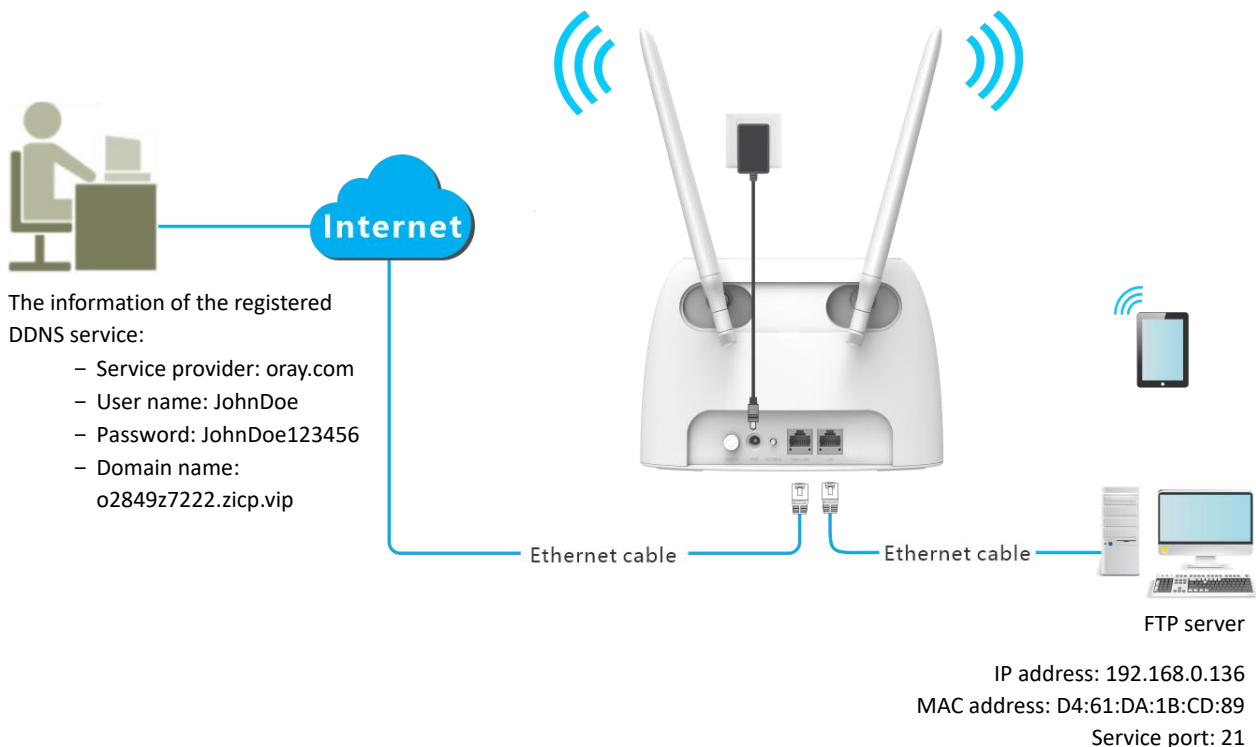 Internet
The information of the registered
DDNS service:
− Service provider: oray.com
− User name: JohnDoe
− Password: JohnDoe123456
− Domain name:
o2849z7222.zicp.vip
Ethernet cable
Ethernet cable
FTP server
IP address: 192.168.0.136
MAC address: D4:61:DA:1B:CD:89
Service port: 21